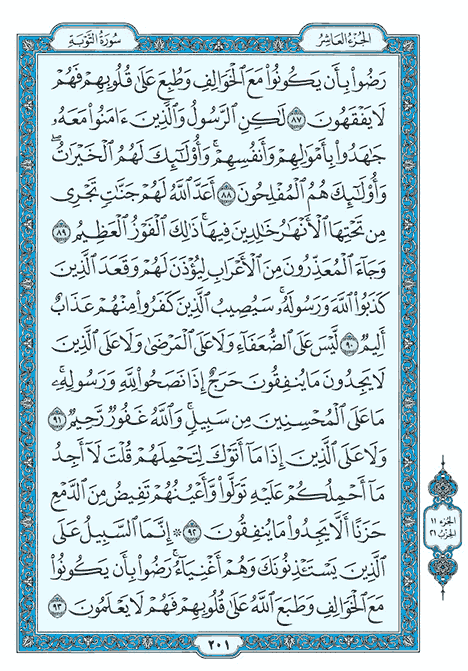 الجزء العاشر
سورة التوبة
رَضُواْ بِأَن يَكُونُواْ مَعَ ٱلْخَوَالِفِ وَطُبِعَ عَلَىٰ قُلُوبِهِمْ فَهُمْ
لَا يَفْقَهُونَ ۝٨٧ لَٰكِنِ ٱلرَّسُولُ وَٱلَّذِينَ ءَامَنُواْ مَعَهُۥ
جَٰهَدُواْ بِأَمْوَٰلِهِمْ وَأَنفُسِهِمْ ۚ وَأُوْلَٰٓئِكَ لَهُمُ ٱلْخَيْرَٰتُ ۖ
وَأُوْلَٰٓئِكَ هُمُ ٱلْمُفْلِحُونَ ۝٨٨ أَعَدَّ ٱللَّهُ لَهُمْ جَنَّٰتٍ تَجْرِى
مِن تَحْتِهَا ٱلْأَنْهَٰرُ خَٰلِدِينَ فِيهَا ۚ ذَٰلِكَ ٱلْفَوْزُ ٱلْعَظِيمُ ۝٨٩
وَجَآءَ ٱلْمُعَذِّرُونَ مِنَ ٱلْأَعْرَابِ لِيُؤْذَنَ لَهُمْ وَقَعَدَ ٱلَّذِينَ
كَذَبُواْ ٱللَّهَ وَرَسُولَهُۥ ۚ سَيُصِيبُ ٱلَّذِينَ كَفَرُواْ مِنْهُمْ عَذَابٌ
أَلِيمٌ ۝٩٠ لَّيْسَ عَلَى ٱلضُّعَفَآءِ وَلَا عَلَى ٱلْمَرْضَىٰ وَلَا عَلَى ٱلَّذِينَ
لَا يَجِدُونَ مَا يُنفِقُونَ حَرَجٌ إِذَا نَصَحُواْ لِلَّهِ وَرَسُولِهِۦ ۚ
مَا عَلَى ٱلْمُحْسِنِينَ مِن سَبِيلٍ ۚ وَٱللَّهُ غَفُورٌ رَّحِيمٌ ۝٩١
وَلَا عَلَى ٱلَّذِينَ إِذَا مَآ أَتَوْكَ لِتَحْمِلَهُمْ قُلْتَ لَآ أَجِدُ
مَآ أَحْمِلُكُمْ عَلَيْهِ تَوَلَّواْ وَّأَعْيُنُهُمْ تَفِيضُ مِنَ ٱلدَّمْعِ
حَزَنًا أَلَّا يَجِدُواْ مَا يُنفِقُونَ ۝٩٢ ۞ إِنَّمَا ٱلسَّبِيلُ عَلَى
ٱلَّذِينَ يَسْتَـْٔذِنُونَكَ وَهُمْ أَغْنِيَآءُ ۚ رَضُواْ بِأَن يَكُونُواْ
مَعَ ٱلْخَوَالِفِ وَطَبَعَ ٱللَّهُ عَلَىٰ قُلُوبِهِمْ فَهُمْ لَا يَعْلَمُونَ ۝٩٣
الجزء ١١
الحزب ٢١
٢٠١